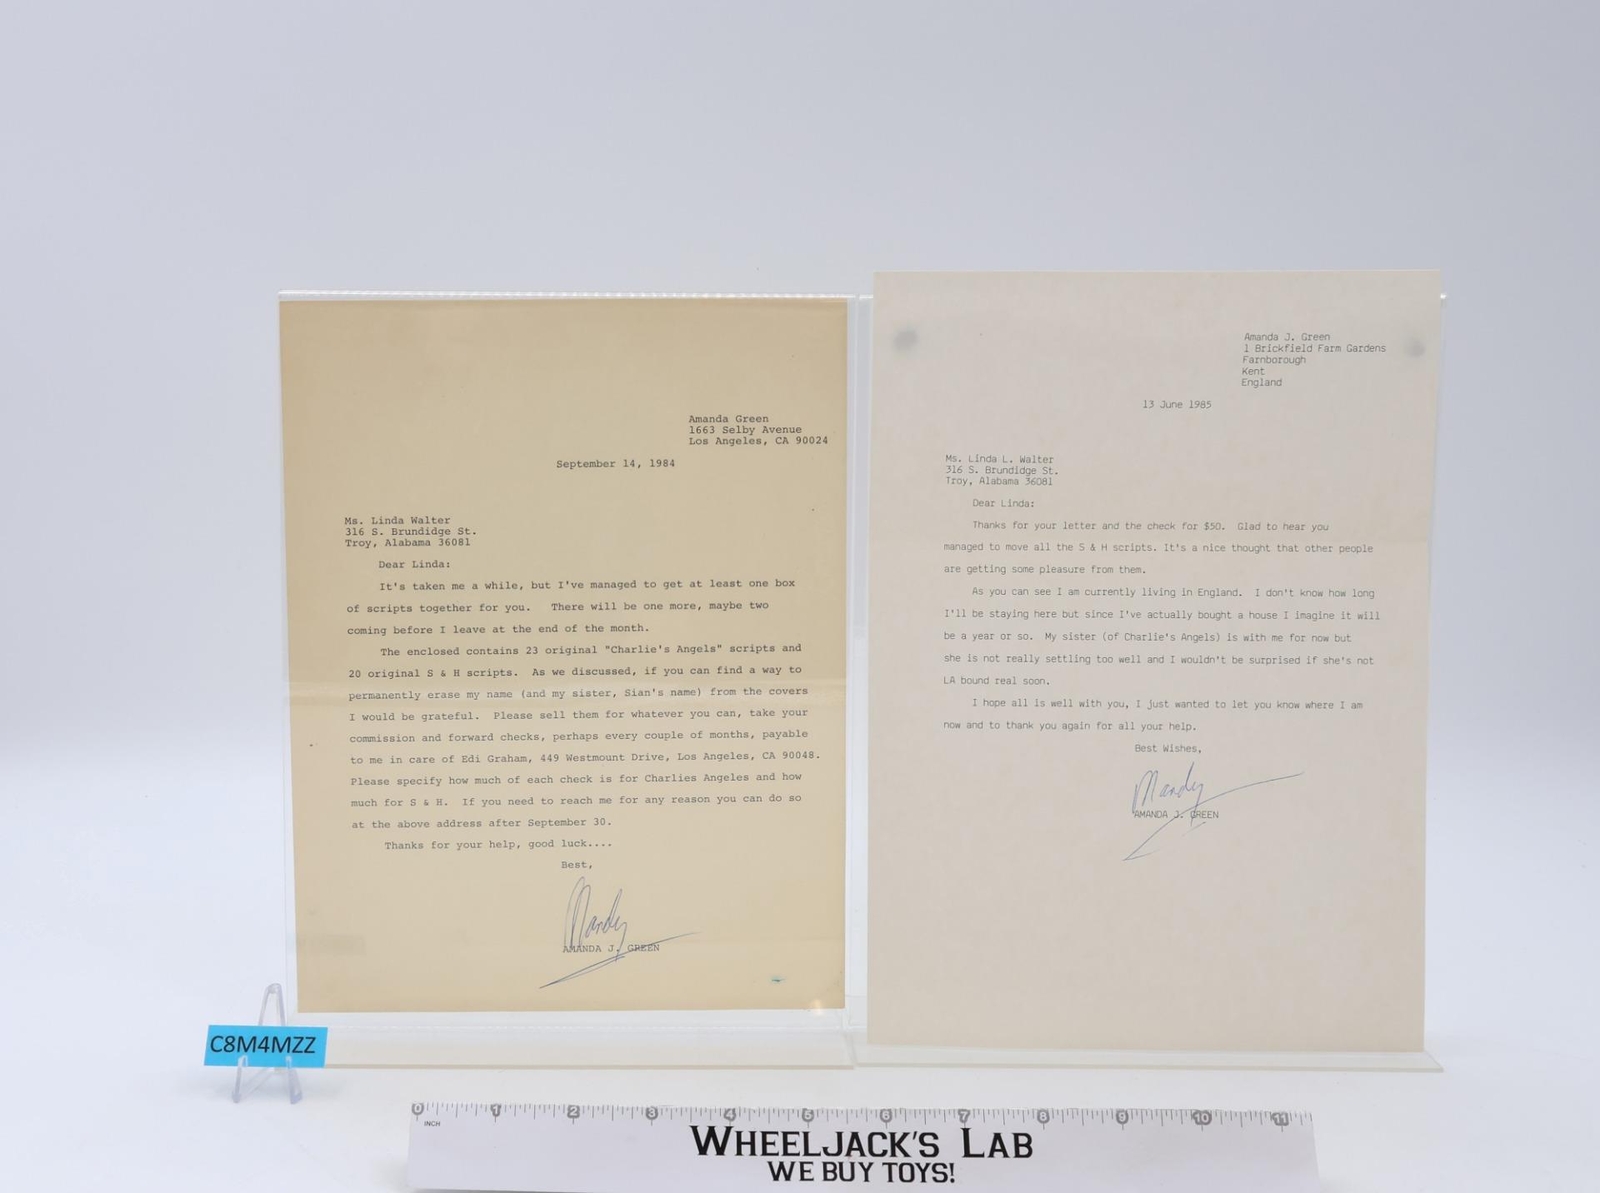 Amanda Green
1663 Selby Avenue
Los Angeles, CA 90024
September 14, 1984
Ms. Linda Walter
316 S. Brundidge St.
Troy, Alabama 36081
Dear Linda:
It's taken me a while, but I've managed to get at least one box
of scripts together for you. There will be one more, maybe two
coming before I leave at the end of the month.
The enclosed contains 23 original "Charlie's Angels" scripts and
20 original S & H scripts. As we discussed, if you can find a way to
permanently erase my name (and my sister, Sian's name) from the covers
I would be grateful. Please sell them for whatever you can, take your
commission and forward checks, perhaps every couple of months, payable
to me in care of Edi Graham, 449 Westmount Drive, Los Angeles, CA 90048.
Please specify how much of each check is for Charlies Angeles and how
much for S & H. If you need to reach me for any reason you can do so
at the above address after September 30.
Thanks for your help, good luck....
Best,
Mandy
AMANDA J. GREEN
Amanda J. Green
1 Brickfield Farm Gardens
Farnborough
Kent
England
13 June 1985
Ms. Linda L. Walter
316 S. Brundidge St.
Troy, Alabama 36081
Dear Linda:
Thanks for your letter and the check for $50. Glad to hear you
managed to move all the S & H scripts. It's a nice thought that other people
are getting some pleasure from them.
As you can see I am currently living in England. I don't know how long
I'll be staying here but since I've actually bought a house I imagine it will
be a year or so. My sister (of Charlie's Angels) is with me for now but
she is not really settling too well and I wouldn't be surprised if she's not
LA bound real soon.
I hope all is well with you, I just wanted to let you know where I am
now and to thank you again for all your help.
Best Wishes,
Mandy
AMANDA J. GREEN
C8M4MZZ
0 1 2 3 4 5 6 7 8 9 10 11
INCH
WHEELJACK'S LAB
WE BUY TOYS!